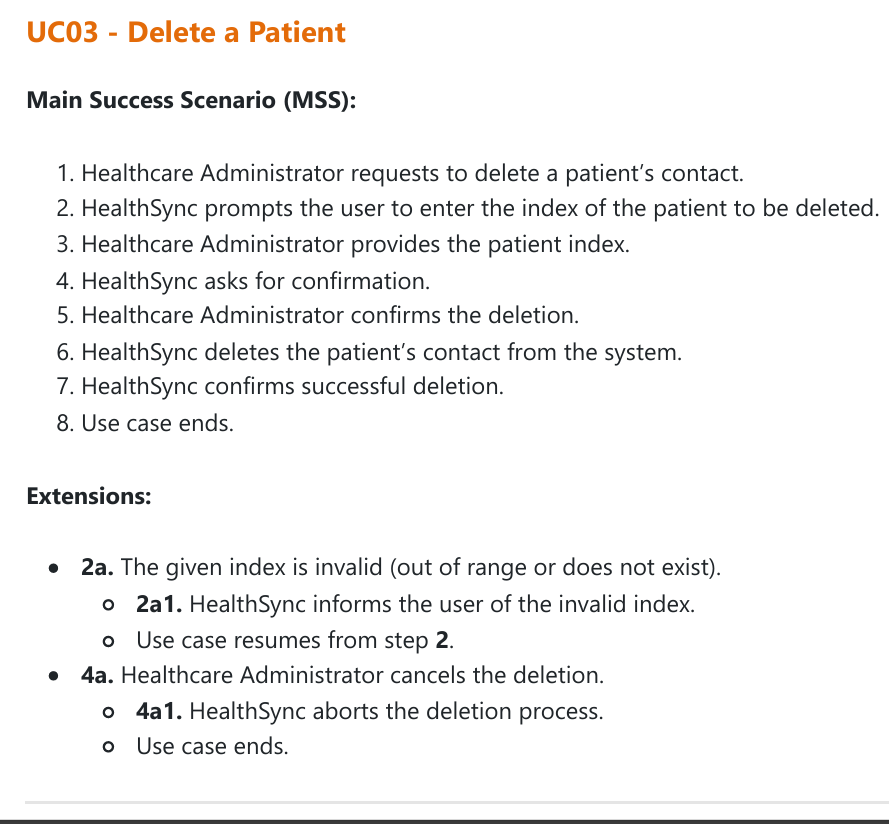 UC03 - Delete a Patient
Main Success Scenario (MSS):
1. Healthcare Administrator requests to delete a patient’s contact.
2. HealthSync prompts the user to enter the index of the patient to be deleted.
3. Healthcare Administrator provides the patient index.
4. HealthSync asks for confirmation.
5. Healthcare Administrator confirms the deletion.
6. HealthSync deletes the patient’s contact from the system.
7. HealthSync confirms successful deletion.
8. Use case ends.
Extensions:
• 2a. The given index is invalid (out of range or does not exist).
◦ 2a1. HealthSync informs the user of the invalid index.
◦ Use case resumes from step 2.
• 4a. Healthcare Administrator cancels the deletion.
◦ 4a1. HealthSync aborts the deletion process.
◦ Use case ends.